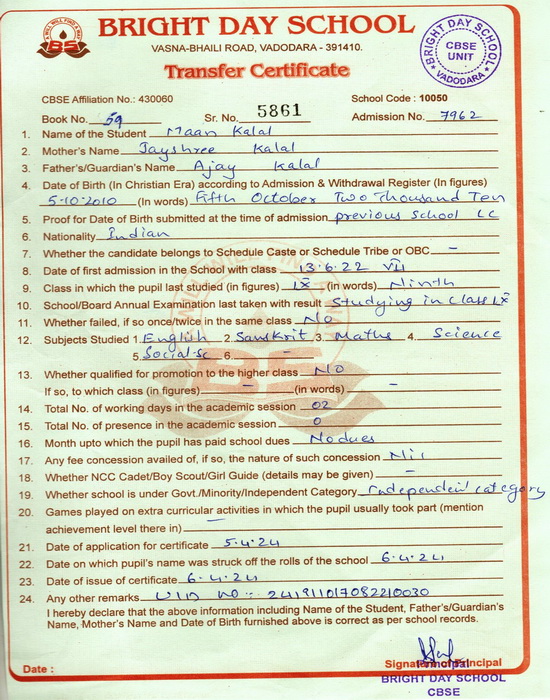 BRIGHT DAY SCHOOL
VASNA-BHAILI ROAD, VADODARA - 391410.
BRIGHT DAY SCHOOL
CBSE
UNIT
VADODARA
Transfer Certificate
CBSE Affiliation No.: 430060 School Code : 10050
Book No. 59 Sr. No. 5861 Admission No. 7962
1. Name of the Student Maan Kalal
2. Mother's Name Jayshree Kalal
3. Father's/Guardian's Name Ajay Kalal
4. Date of Birth (In Christian Era) according to Admission & Withdrawal Register (In figures)
5-10-2010 (In words) Fifth October Two Thousand Ten
5. Proof for Date of Birth submitted at the time of admission previous School LC
6. Nationality Indian
7. Whether the candidate belongs to Schedule Caste or Schedule Tribe or OBC -
8. Date of first admission in the School with class 13.6.22 VII
9. Class in which the pupil last studied (in figures) IX (in words) Ninth
10. School/Board Annual Examination last taken with result Studying in class IX
11. Whether failed, if so once/twice in the same class No
12. Subjects Studied 1. English 2. Sanskrit 3. Maths 4. Science
5. Social.sc 6. -
13. Whether qualified for promotion to the higher class No
If so, to which class (in figures) - (in words) -
14. Total No. of working days in the academic session 02
15. Total No. of presence in the academic session 0
16. Month upto which the pupil has paid school dues No dues
17. Any fee concession availed of, if so, the nature of such concession Nil
18. Whether NCC Cadet/Boy Scout/Girl Guide (details may be given) -
19. Whether school is under Govt./Minority/Independent Category Independent category
20. Games played on extra curricular activities in which the pupil usually took part (mention
achievement level there in) -
21. Date of application for certificate 5.4.24
22. Date on which pupil's name was struck off the rolls of the school 6.4.24
23. Date of issue of certificate 6.4.24
24. Any other remarks UID NO:- 241911017082210030
I hereby declare that the above information including Name of the Student, Father's/Guardian's
Name, Mother's Name and Date of Birth furnished above is correct as per school records.
Date : Signature of Principal
Principal
BRIGHT DAY SCHOOL
CBSE